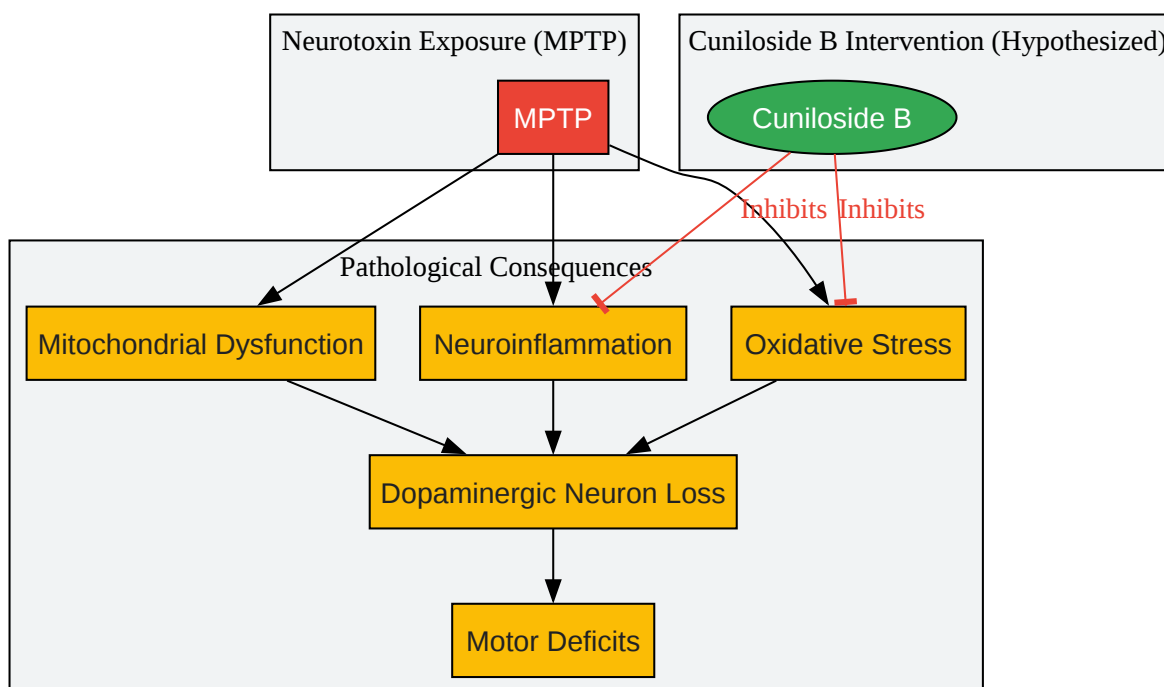 Neurotoxin Exposure (MPTP)
Cuniloside B Intervention (Hypothesized)
MPTP
Cuniloside B
Inhibits
Inhibits
Pathological Consequences
Mitochondrial Dysfunction
Neuroinflammation
Oxidative Stress
Dopaminergic Neuron Loss
Motor Deficits